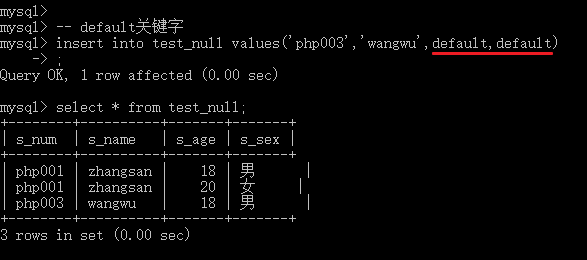 mysql>
mysql> -- default关键字
mysql> insert into test_null values('php003','wangwu',default,default)
    -> ;
Query OK, 1 row affected (0.00 sec)
mysql> select * from test_null;
+--------+----------+-------+-------+
| s_num  | s_name   | s_age | s_sex |
+--------+----------+-------+-------+
| php001 | zhangsan |    18 | 男      |
| php001 | zhangsan |    20 | 女     |
| php003 | wangwu   |    18 | 男      |
+--------+----------+-------+-------+
3 rows in set (0.00 sec)